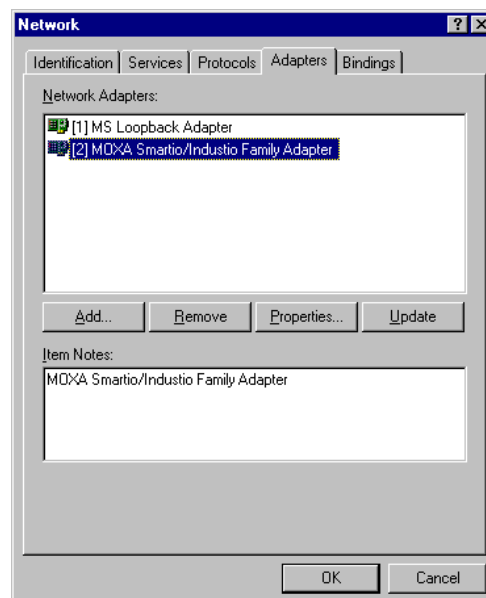 Network
Identification Services Protocols Adapters Bindings
Network Adapters:
[1] MS Loopback Adapter
[2] MOXA Smartio/Industio Family Adapter
Add... Remove Properties... Update
Item Notes:
MOXA Smartio/Industio Family Adapter
OK Cancel